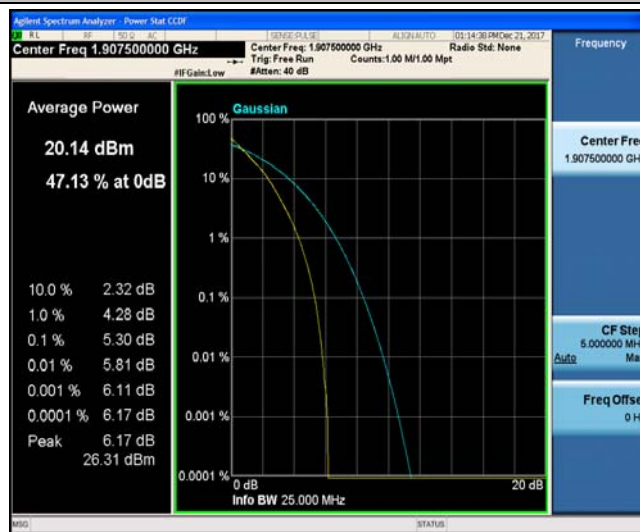 Agilent Spectrum Analyzer - Power Stat CCDF
RL RF 50 Ω AC SENSE:PULSE ALIGN AUTO 01:14:38 PM Dec 21, 2017
Center Freq 1.907500000 GHz
Center Freq: 1.907500000 GHz Radio Std: None
Trig: Free Run Counts:1.00 M/1.00 Mpt
#IFGain:Low #Atten: 40 dB
Average Power
20.14 dBm
47.13 % at 0dB
10.0 % 2.32 dB
1.0 % 4.28 dB
0.1 % 5.30 dB
0.01 % 5.81 dB
0.001 % 6.11 dB
0.0001 % 6.17 dB
Peak 6.17 dB
26.31 dBm
Gaussian
100 %
10 %
1 %
0.1 %
0.01 %
0.001 %
0.0001 %
0 dB 20 dB
Info BW 25.000 MHz
Frequency
Center Fre
1.907500000 GH
CF Step
5.000000 MH
Auto Ma
Freq Offse
0 H
MSG STATUS